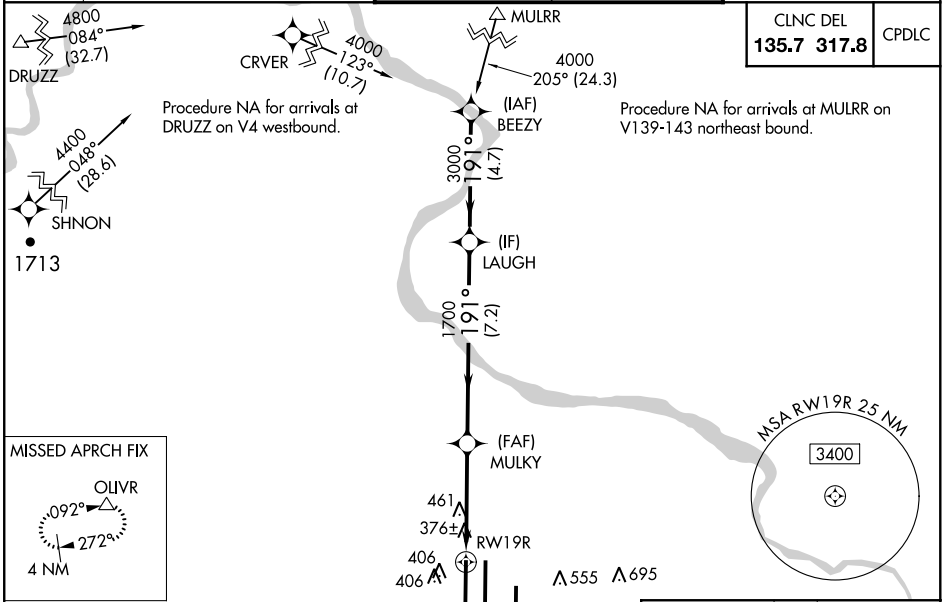 4800
084°
(32.7)
DRUZZ
CRVER
4000
123°
(10.7)
MULRR
4000
205° (24.3)
CLNC DEL
135.7 317.8
CPDLC
Procedure NA for arrivals at
DRUZZ on V4 westbound.
(IAF)
BEEZY
Procedure NA for arrivals at MULRR on
V139-143 northeast bound.
4400
048°
(28.6)
SHNON
1713
3000
191°
(4.7)
(IF)
LAUGH
1700
191°
(7.2)
(FAF)
MULKY
MSA RW19R 25 NM
3400
MISSED APRCH FIX
OLIVR
092°
272°
4 NM
461
376±
RW19R
406
406
555
695